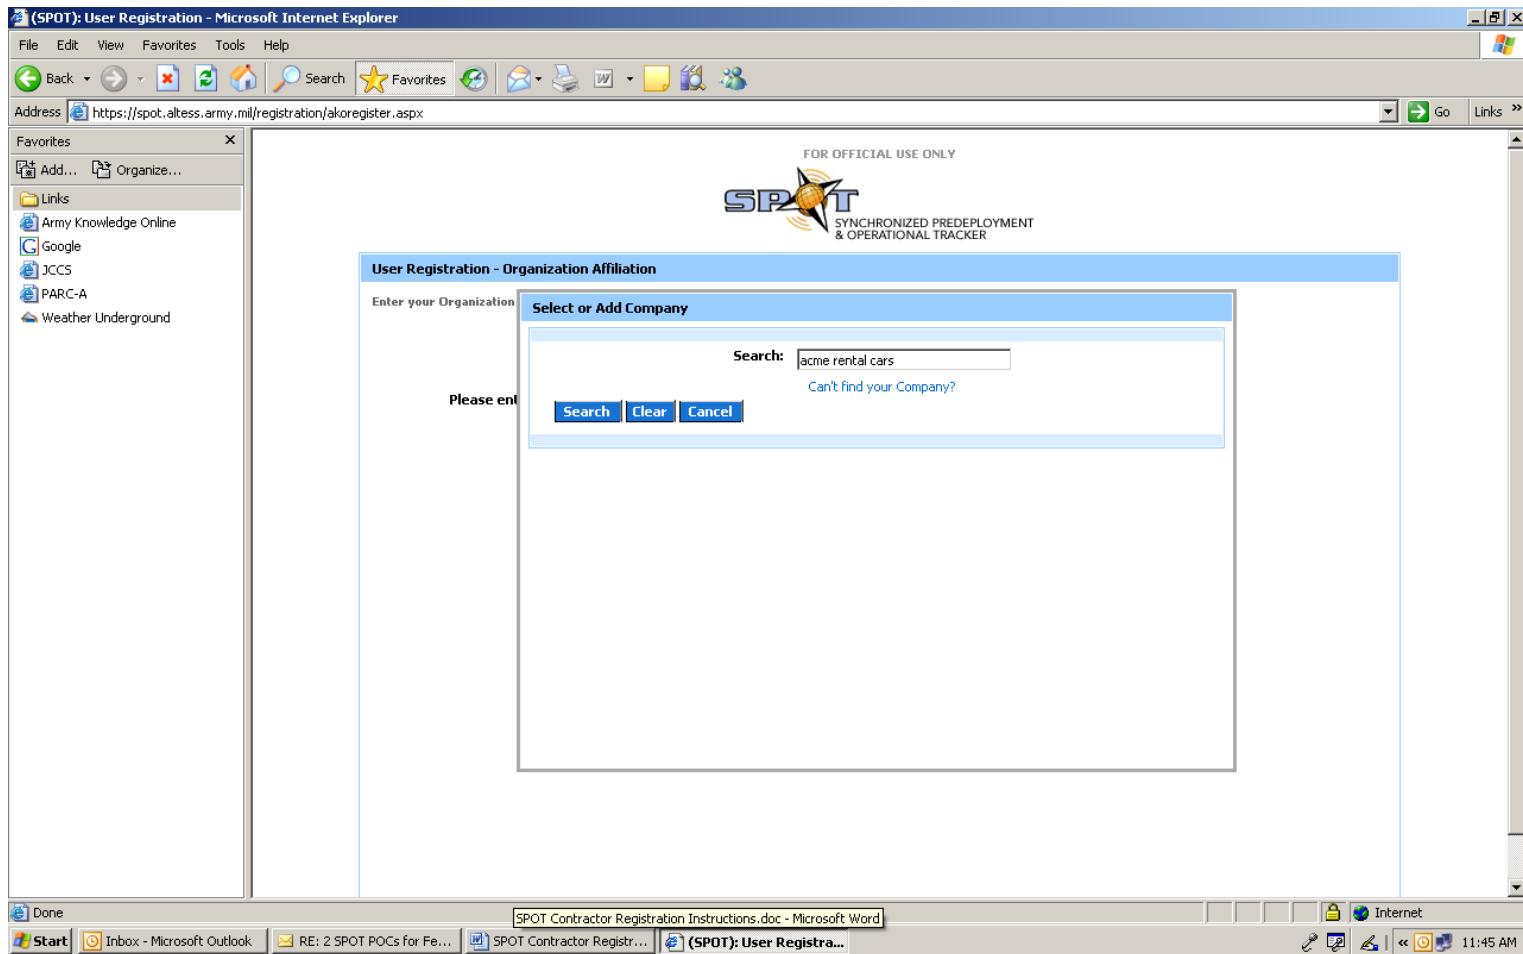 (SPOT): User Registration - Microsoft Internet Explorer
File Edit View Favorites Tools Help
Back Search Favorites
Address https://spot.altess.army.mil/registration/akoregister.aspx Go Links »
Favorites x
Add... Organize...
Links
Army Knowledge Online
Google
JCCS
PARC-A
Weather Underground
FOR OFFICIAL USE ONLY
SPOT
SYNCHRONIZED PREDEPLOYMENT
& OPERATIONAL TRACKER
User Registration - Organization Affiliation
Enter your Organization
Select or Add Company
Search: acme rental cars
Can't find your Company?
Please ent
Search Clear Cancel
Done
Internet
SPOT Contractor Registration Instructions.doc - Microsoft Word
Start Inbox - Microsoft Outlook RE: 2 SPOT POCs for Fe... SPOT Contractor Registr... (SPOT): User Registra... « 11:45 AM